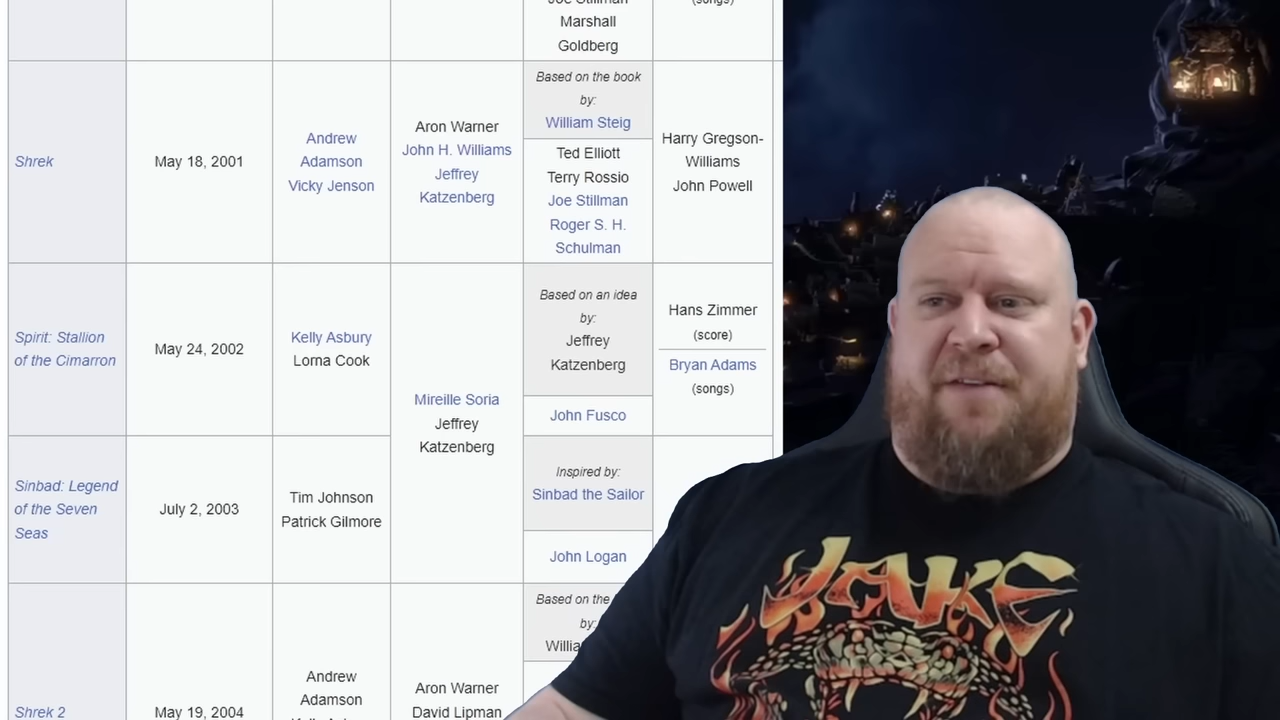 Joe Stillman
Marshall
Goldberg
(songs)
Shrek
May 18, 2001
Andrew
Adamson
Vicky Jenson
Aron Warner
John H. Williams
Jeffrey
Katzenberg
Based on the book
by:
William Steig
Ted Elliott
Terry Rossio
Joe Stillman
Roger S. H.
Schulman
Harry Gregson-
Williams
John Powell
Spirit: Stallion
of the Cimarron
May 24, 2002
Kelly Asbury
Lorna Cook
Mireille Soria
Jeffrey
Katzenberg
Based on an idea
by:
Jeffrey
Katzenberg
John Fusco
Hans Zimmer
(score)
Bryan Adams
(songs)
Sinbad: Legend
of the Seven
Seas
July 2, 2003
Tim Johnson
Patrick Gilmore
Inspired by:
Sinbad the Sailor
John Logan
Shrek 2
May 19, 2004
Andrew
Adamson
Aron Warner
David Lipman
Based on the
by: